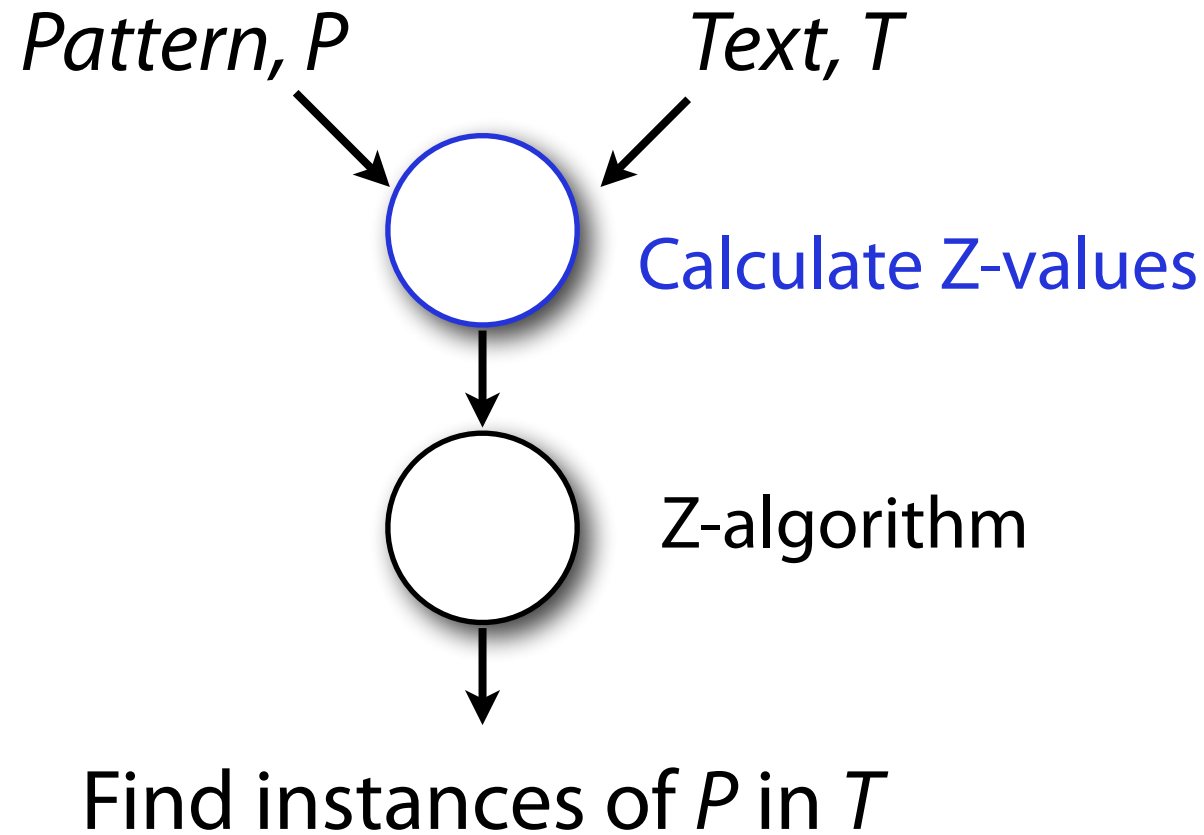 Pattern, P
Text, T
Calculate Z-values
Z-algorithm
Find instances of P in T